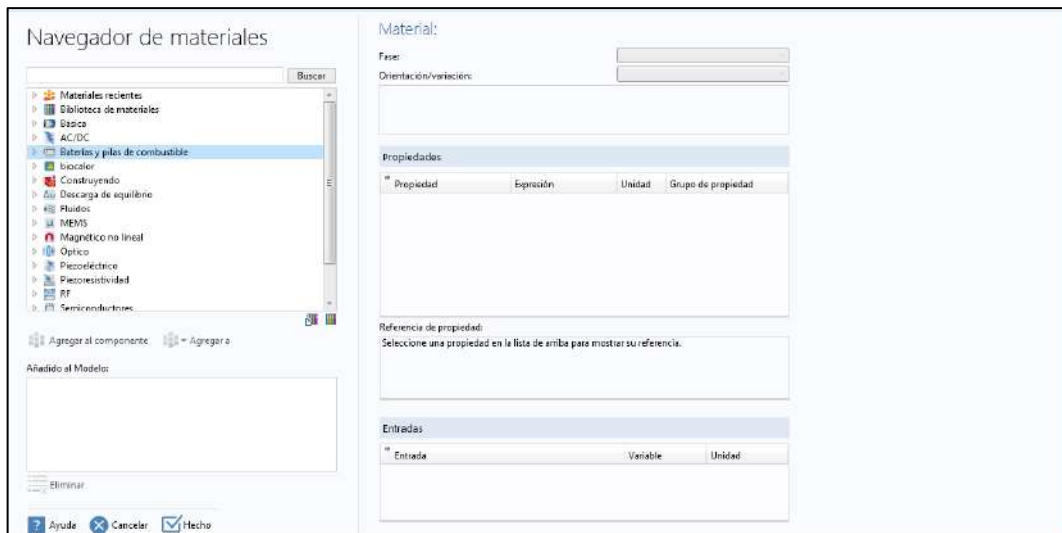 Navegador de materiales
Buscar
Materiales recientes
Biblioteca de materiales
Basica
AC/DC
Baterías y pilas de combustible
biocalor
Construyendo
Descarga de equilibrio
Fluidos
MEMS
Magnético no lineal
Óptico
Piezoeléctrico
Piezoresistividad
RF
Semiconductores
Agregar al componente
Agregar a
Añadido al Modelo:
Eliminar
Ayuda Cancelar Hecho
Material:
Fase:
Orientación/variación:
Propiedades
Propiedad Expresión Unidad Grupo de propiedad
Referencia de propiedad:
Seleccione una propiedad en la lista de arriba para mostrar su referencia.
Entradas
Entrada Variable Unidad